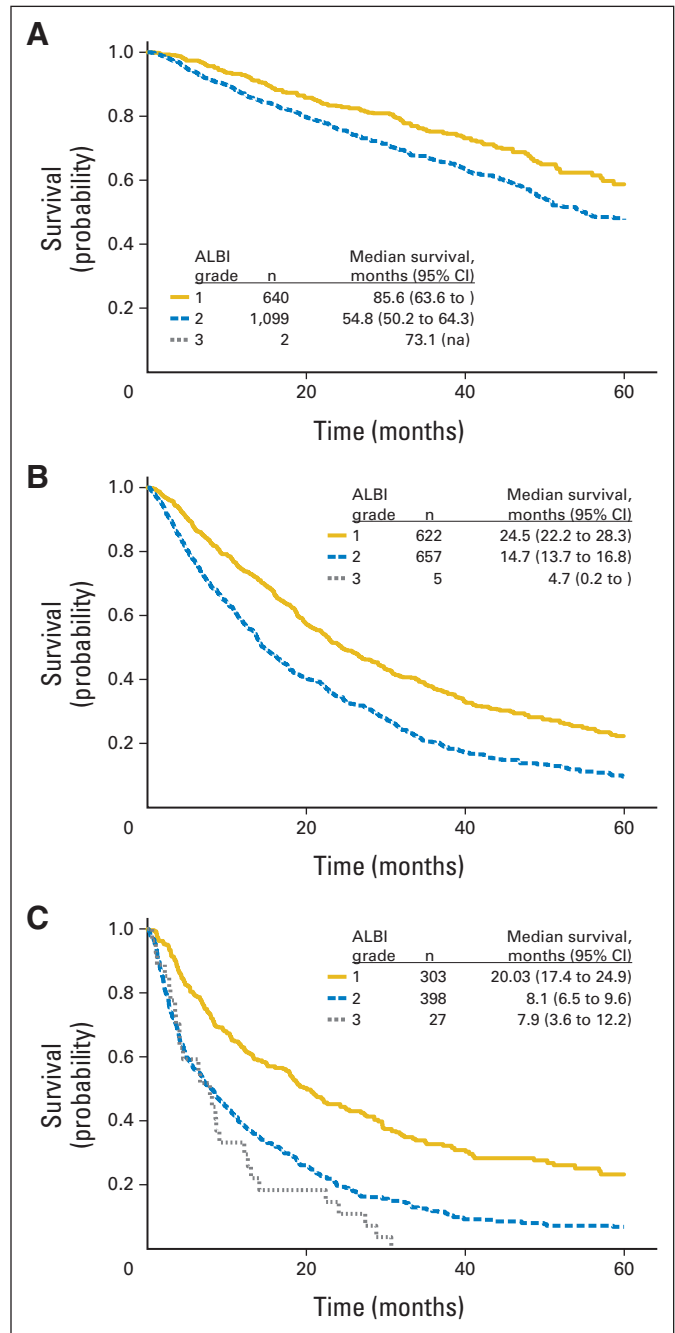 A
1.0
0.8
0.6
0.4
0.2
Survival
(probability)
ALBI Median survival,
grade n months (95% CI)
1 640 85.6 (63.6 to )
2 1,099 54.8 (50.2 to 64.3)
3 2 73.1 (na)
0 20 40 60
Time (months)
B
1.0
0.8
0.6
0.4
0.2
Survival
(probability)
ALBI Median survival,
grade n months (95% CI)
1 622 24.5 (22.2 to 28.3)
2 657 14.7 (13.7 to 16.8)
3 5 4.7 (0.2 to )
0 20 40 60
Time (months)
C
1.0
0.8
0.6
0.4
0.2
Survival
(probability)
ALBI Median survival,
grade n months (95% CI)
1 303 20.03 (17.4 to 24.9)
2 398 8.1 (6.5 to 9.6)
3 27 7.9 (3.6 to 12.2)
0 20 40 60
Time (months)